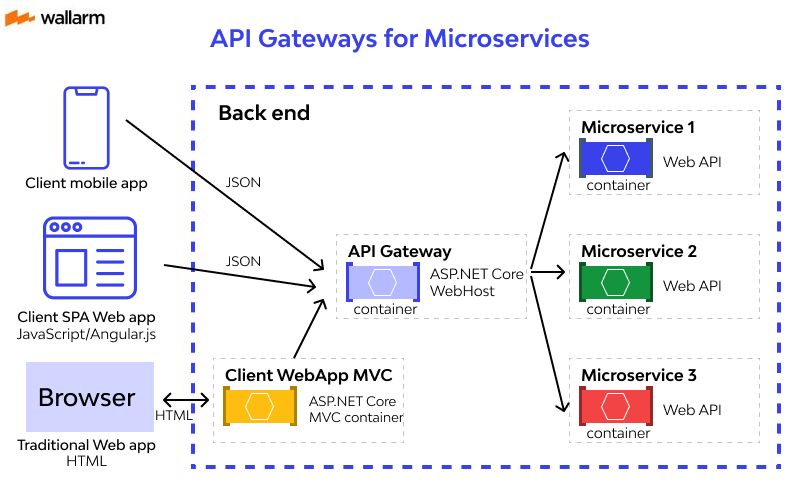 wallarm
API Gateways for Microservices
Back end
Client mobile app
JSON
Client SPA Web app
JavaScript/Angular.js
JSON
Browser
Traditional Web app
HTML
HTML
Client WebApp MVC
ASP.NET Core
MVC container
API Gateway
ASP.NET Core
WebHost
container
Microservice 1
Web API
container
Microservice 2
Web API
container
Microservice 3
Web API
container